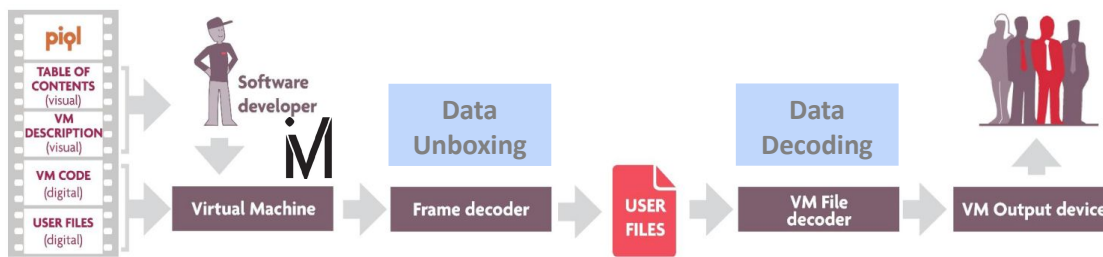 piql
TABLE OF
CONTENTS
(visual)
VM
DESCRIPTION
(visual)
VM CODE
(digital)
USER FILES
(digital)
Software
developer
iM
Virtual Machine
Data
Unboxing
Frame decoder
USER
FILES
Data
Decoding
VM File
decoder
VM Output device